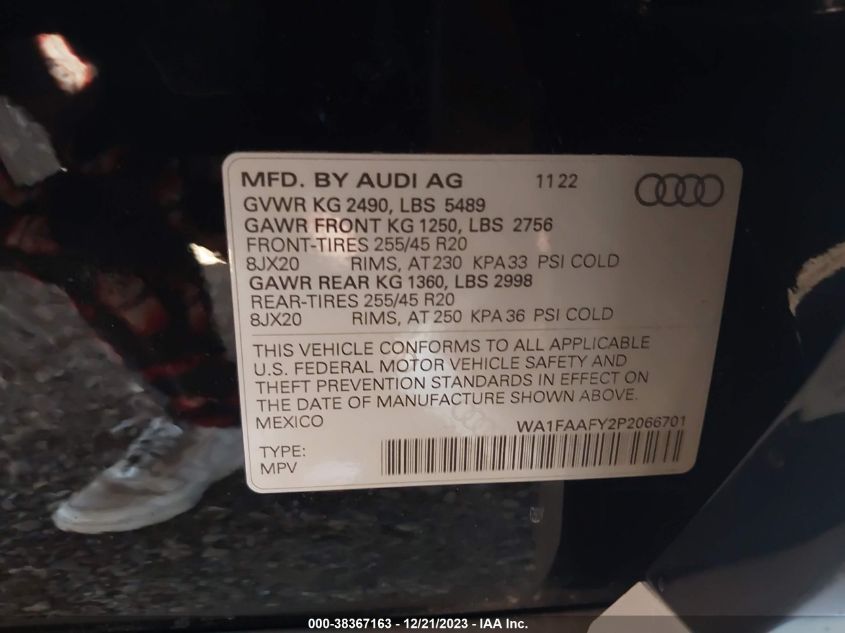 MFD. BY AUDI AG 11 22
GVWR KG 2490, LBS 5489
GAWR FRONT KG 1250, LBS 2756
FRONT-TIRES 255/45 R20
8JX20 RIMS, AT 230 KPA 33 PSI COLD
GAWR REAR KG 1360, LBS 2998
REAR-TIRES 255/45 R20
8JX20 RIMS, AT 250 KPA 36 PSI COLD
THIS VEHICLE CONFORMS TO ALL APPLICABLE
U.S. FEDERAL MOTOR VEHICLE SAFETY AND
THEFT PREVENTION STANDARDS IN EFFECT ON
THE DATE OF MANUFACTURE SHOWN ABOVE.
MEXICO WA1FAAFY2P2066701
TYPE:
MPV
000-38367163 - 12/21/2023 - IAA Inc.